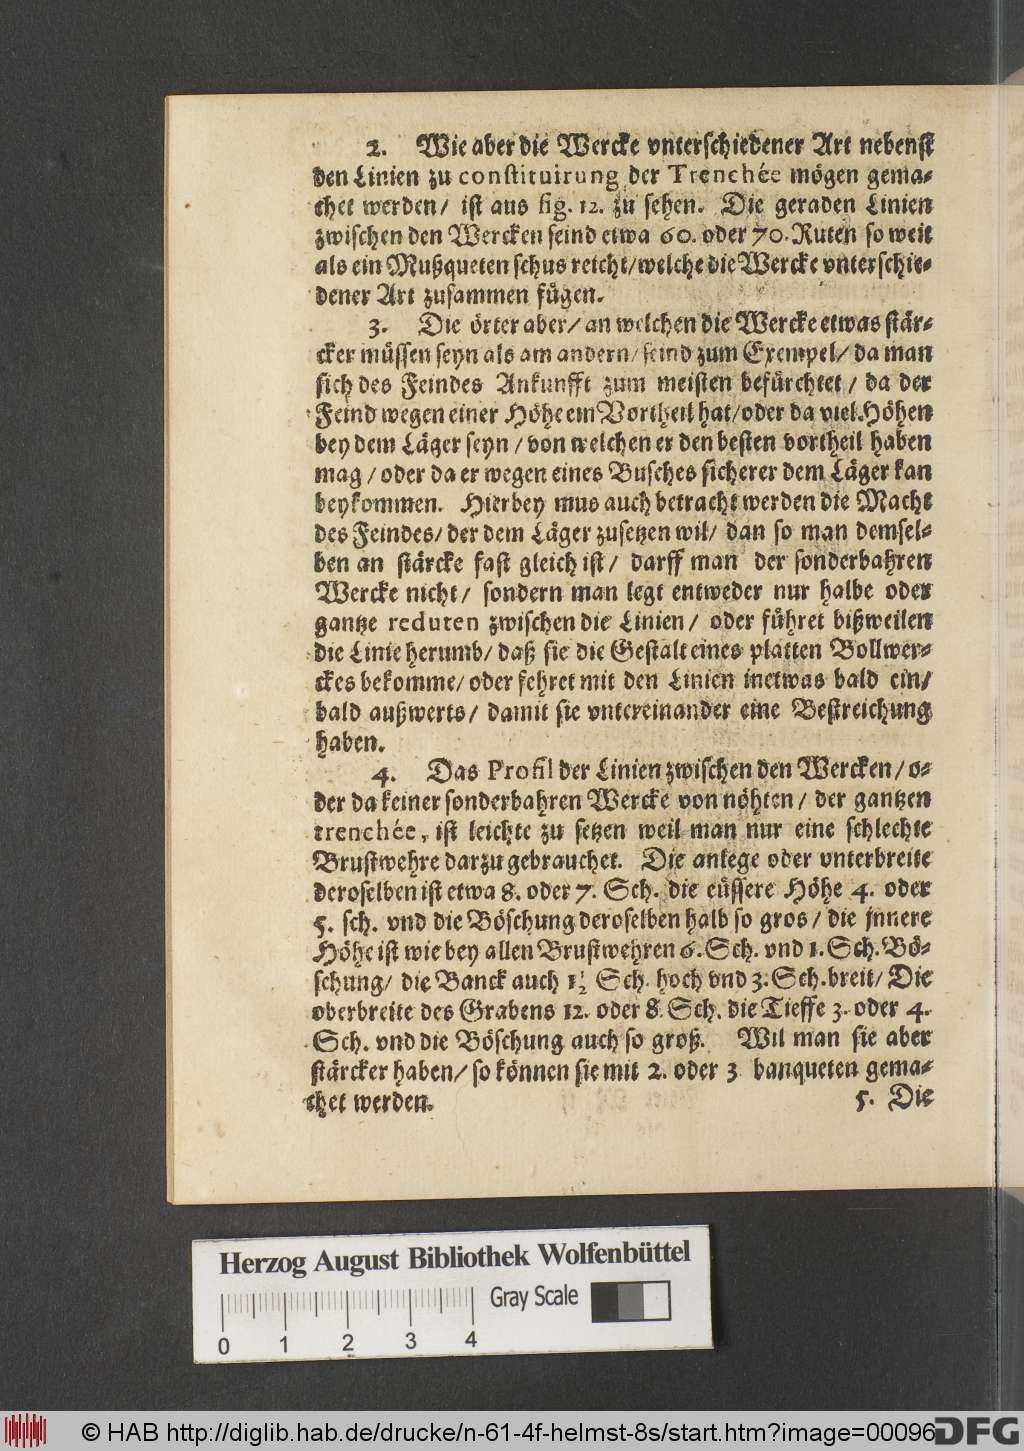 2. Wie aber die Wercke vnterschiedener Art nebenst
den Linien zu constituirung der Trenchée mögen gema-
chet werden/ ist aus fig. 12. zu sehen. Die geraden Linien
zwischen den Wercken seind etwa 60. oder 70. Ruten so weit
als ein Mußqueten schus reicht/welche die Wercke vnterschie-
dener Art zusammen fügen.
3. Die örter aber/ an welchen die Wercke etwas stär-
cker müssen seyn als am andern/ seind zum Exempel/ da man
sich des Feindes Ankunfft zum meisten befürchtet / da der
Feind wegen einer Höhe ein Vortheil hat/oder da viel Höhen
bey dem Läger seyn / von welchen er den besten vortheil haben
mag / oder da er wegen eines Busches sicherer dem Läger kan
beykommen. Hierbey mus auch betracht werden die Macht
des Feindes/ der dem Läger zusetzen wil/ dan so man demsel-
ben an stärcke fast gleich ist / darff man der sonderbahren
Wercke nicht/ sondern man legt entweder nur halbe oder
gantze reduten zwischen die Linien/ oder führet bißweilen
die Linie herumb/ daß sie die Gestalt eines platten Bollwer-
ckes bekomme/ oder fehret mit den Linien inetwas bald ein/
bald außwerts/ damit sie vntereinander eine Bestreichung
haben.
4. Das Profil der Linien zwischen den Wercken / o-
der da keiner sonderbahren Wercke von nöhten/ der gantzen
trenchée, ist leichte zu setzen weil man nur eine schlechte
Brustwehre darzu gebrauchet. Die anlege oder vnterbreite
deroselben ist etwa 8. oder 7. Sch. die eüssere Höhe 4. oder
5. sch. vnd die Böschung deroselben halb so gros / die jnnere
Höhe ist wie bey allen Brustwehren 6. Sch. vnd 1. Sch. Bö-
schung/ die Banck auch 1½ Sch. hoch vnd 3. Sch. breit/ Die
oberbreite des Grabens 12. oder 8. Sch. die Tieffe 3. oder 4.
Sch. vnd die Böschung auch so groß. Wil man sie aber
stärcker haben/ so können sie mit 2. oder 3 banqueten gema-
chet werden.
5. Die
Herzog August Bibliothek Wolfenbüttel
Gray Scale
0 1 2 3 4
© HAB http://diglib.hab.de/drucke/n-61-4f-helmst-8s/start.htm?image=00096
DFG